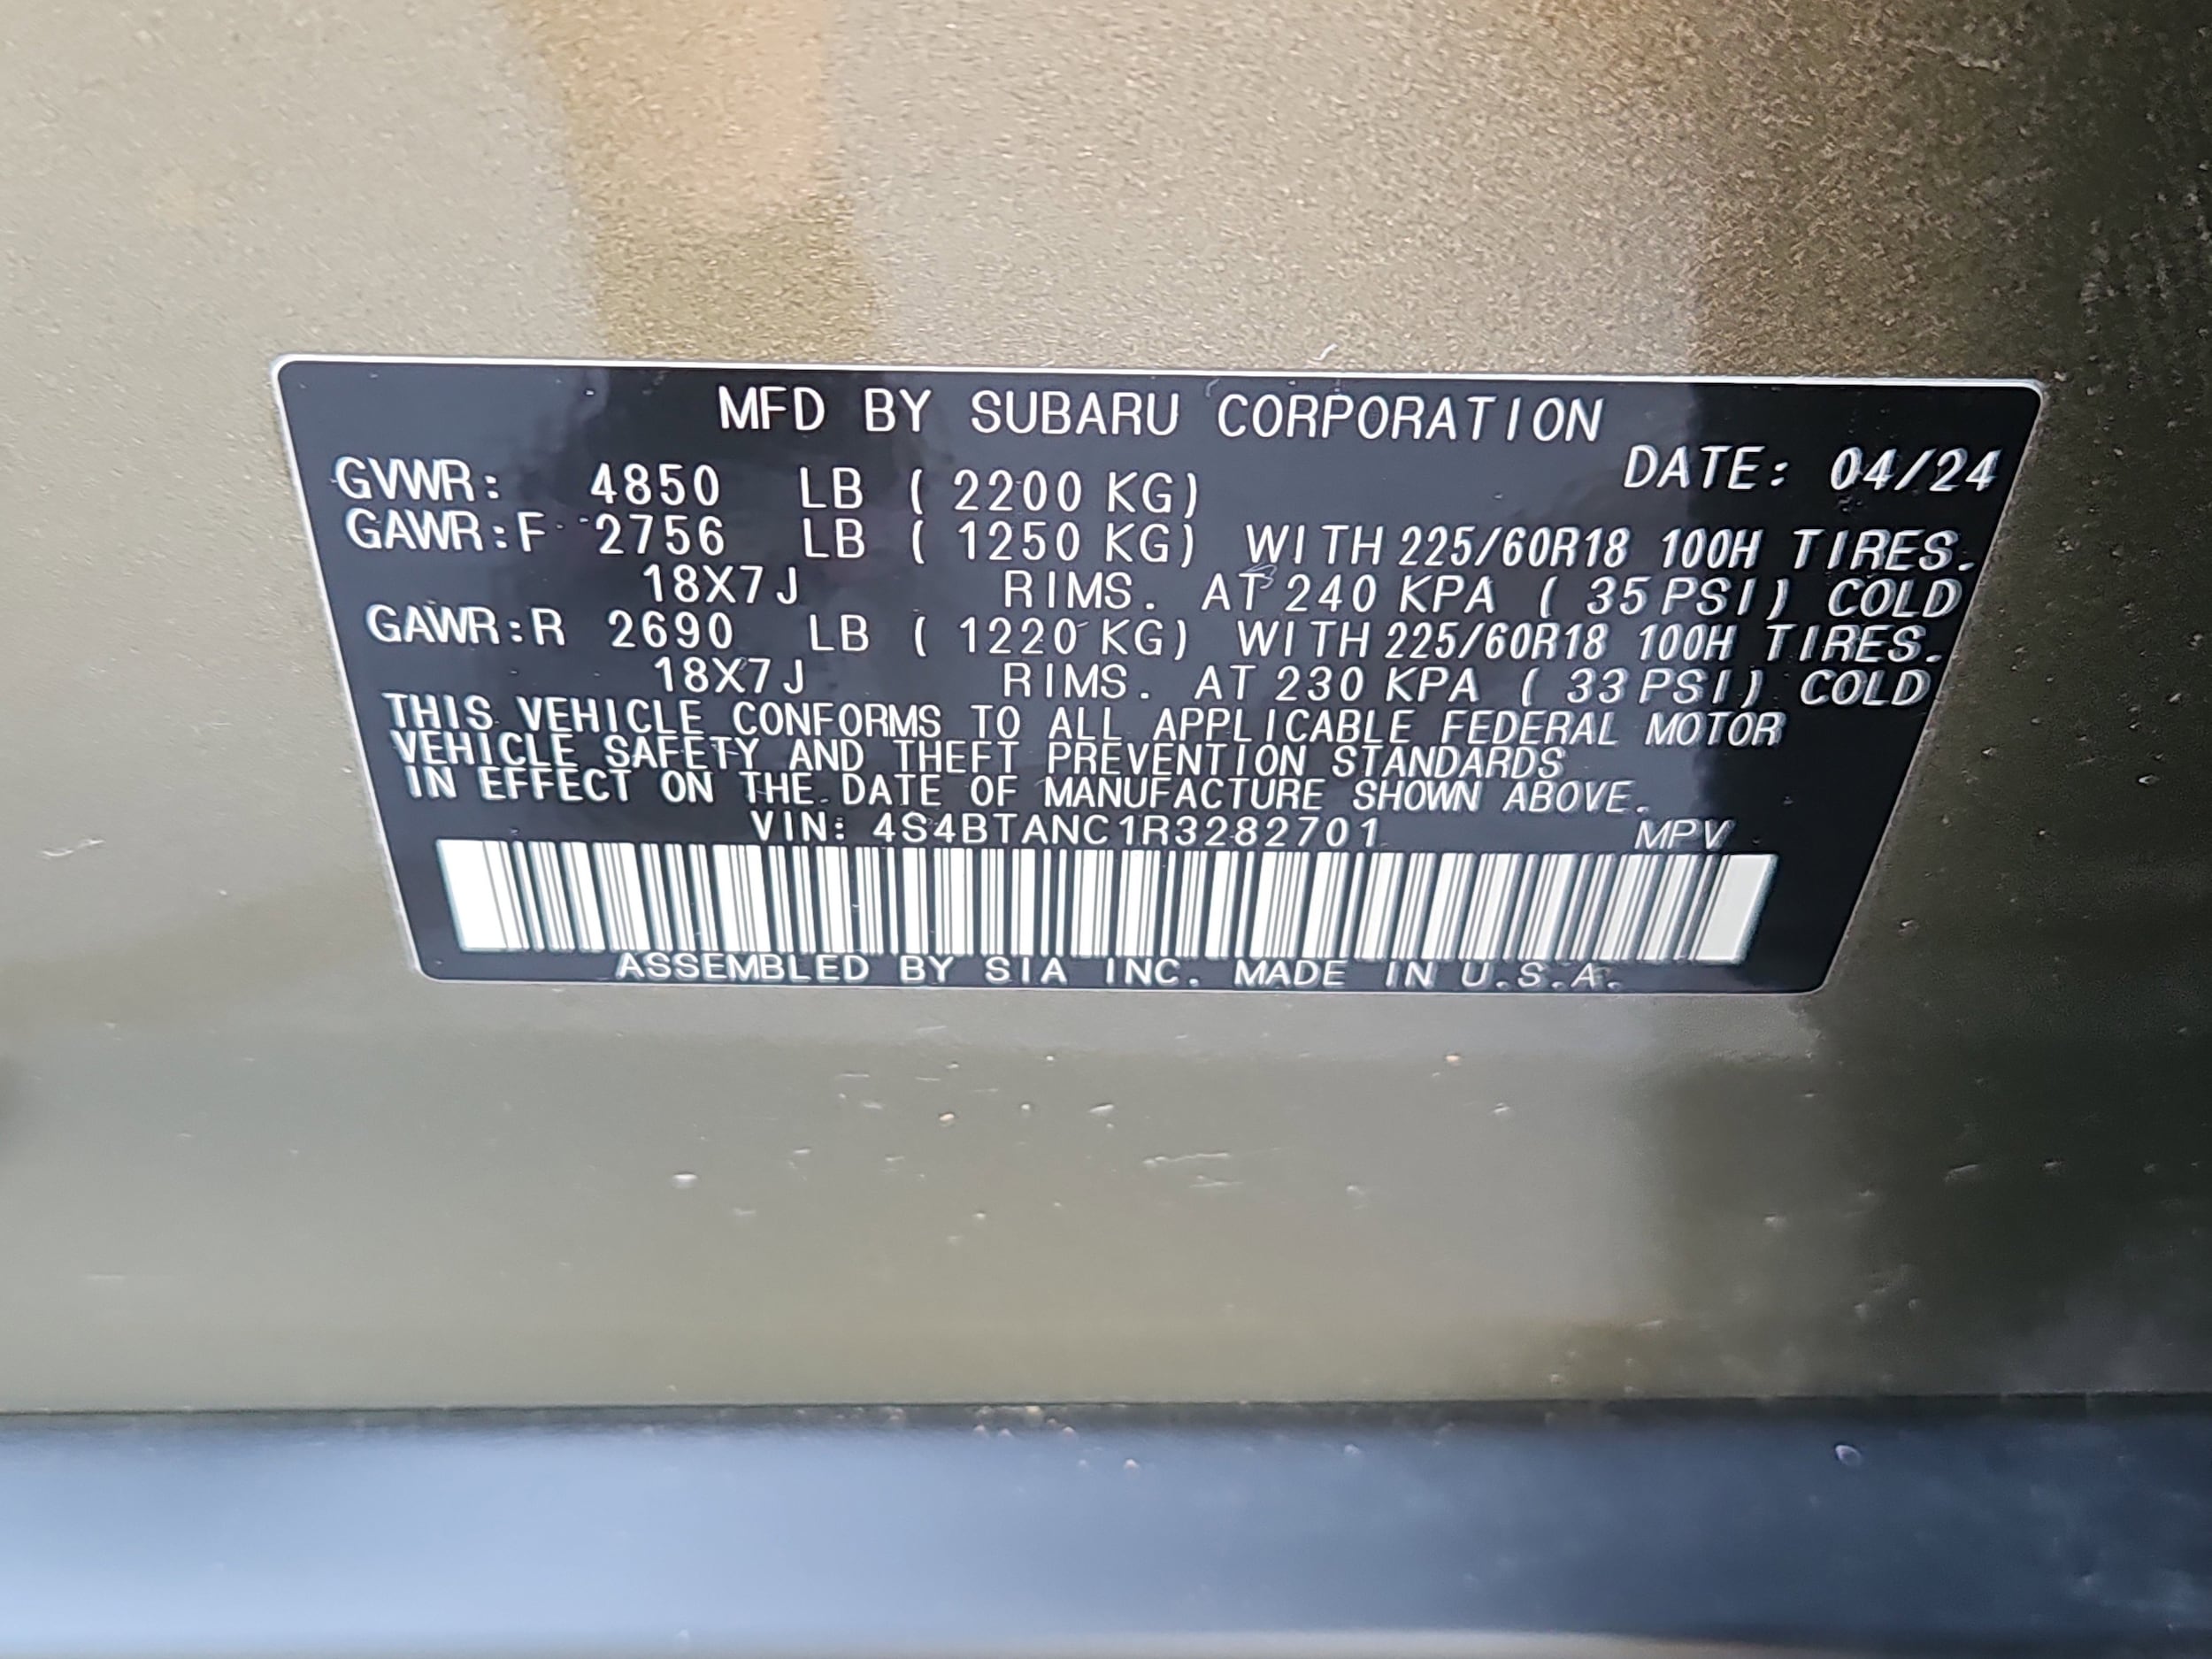 MFD BY SUBARU CORPORATION
DATE: 04/24
GVWR: 4850 LB ( 2200 KG)
GAWR:F 2756 LB ( 1250 KG) WITH 225/60R18 100H TIRES.
18X7J RIMS. AT 240 KPA ( 35 PSI) COLD
GAWR:R 2690 LB ( 1220 KG) WITH 225/60R18 100H TIRES.
18X7J RIMS. AT 230 KPA ( 33 PSI) COLD
THIS VEHICLE CONFORMS TO ALL APPLICABLE FEDERAL MOTOR
VEHICLE SAFETY AND THEFT PREVENTION STANDARDS
IN EFFECT ON THE DATE OF MANUFACTURE SHOWN ABOVE.
VIN: 4S4BTANC1R3282701 MPV
ASSEMBLED BY SIA INC. MADE IN U.S.A.